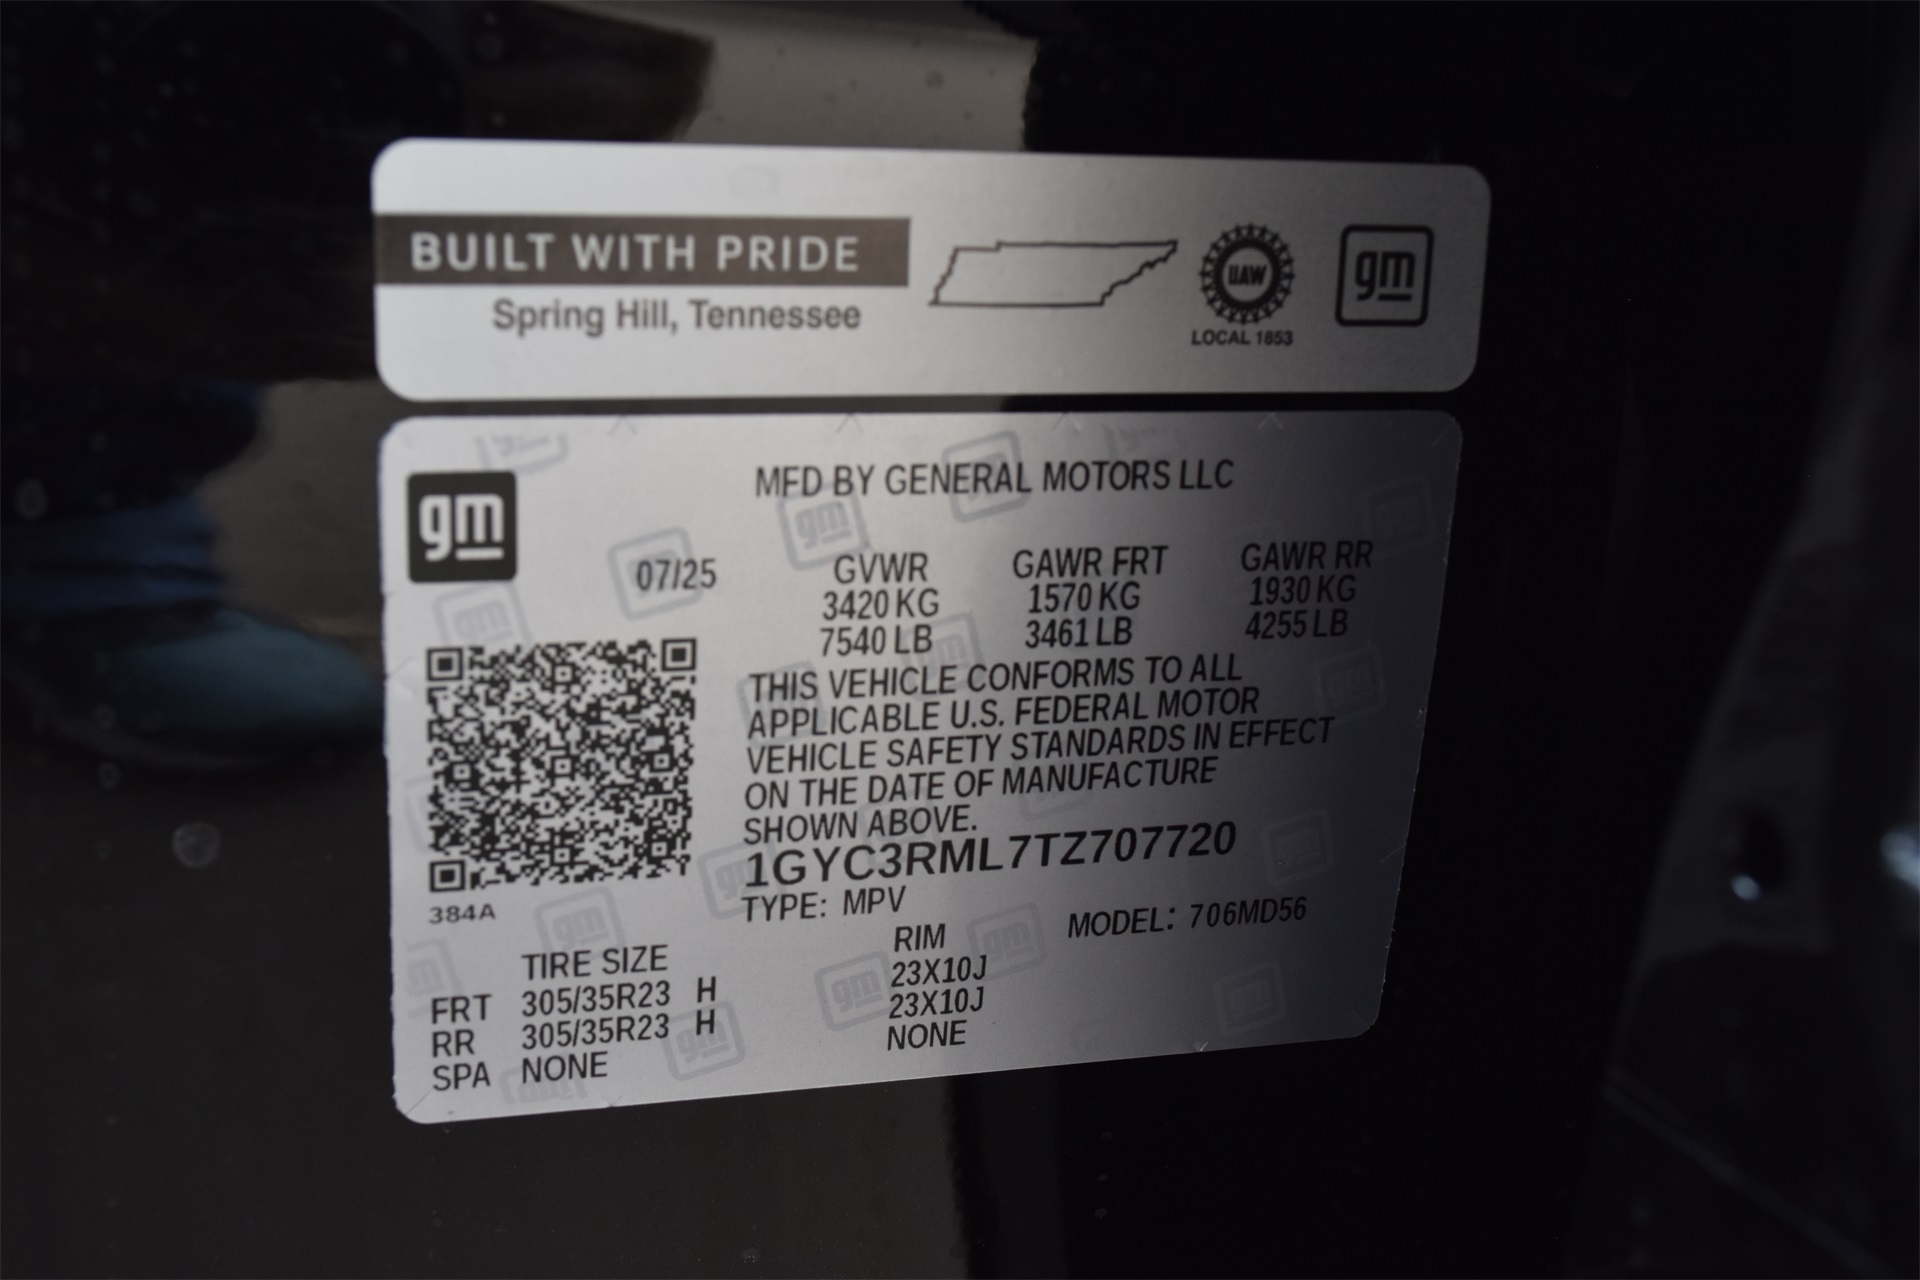 BUILT WITH PRIDE
Spring Hill, Tennessee
UAW
LOCAL 1853
gm
gm
MFD BY GENERAL MOTORS LLC
07/25
GVWR GAWR FRT GAWR RR
3420 KG 1570 KG 1930 KG
7540 LB 3461 LB 4255 LB
THIS VEHICLE CONFORMS TO ALL
APPLICABLE U.S. FEDERAL MOTOR
VEHICLE SAFETY STANDARDS IN EFFECT
ON THE DATE OF MANUFACTURE
SHOWN ABOVE.
1GYC3RML7TZ707720
TYPE: MPV
MODEL: 706MD56
384A
TIRE SIZE RIM
FRT 305/35R23 H 23X10J
RR 305/35R23 H 23X10J
SPA NONE NONE